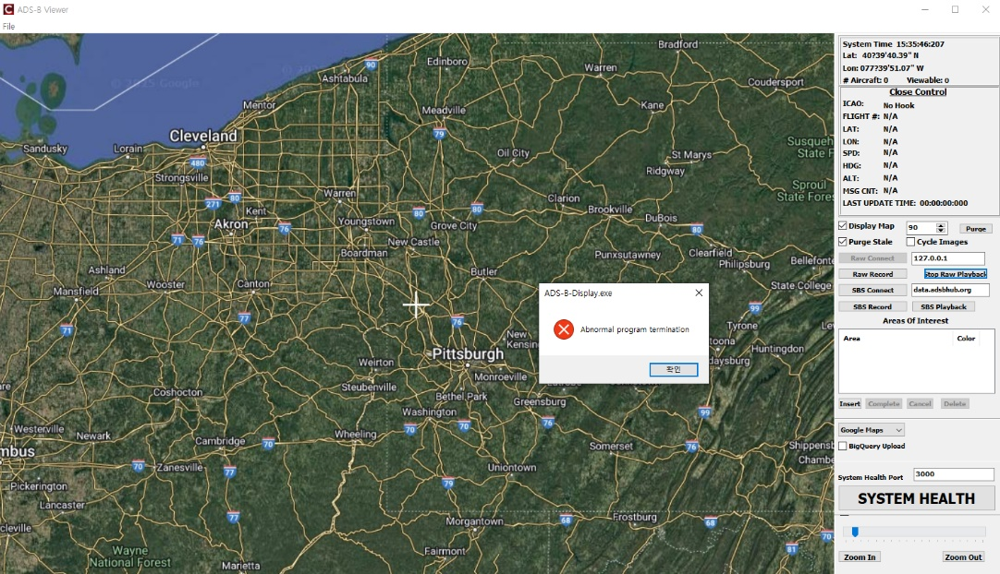 ADS-B Viewer
File
System Time 15:35:46:207
Lat: 40?39'40.39" N
Lon: 077?39'51.07" W
# Aircraft: 0 Viewable: 0
Close Control
ICAO: No Hook
FLIGHT #: N/A
LAT: N/A
LON: N/A
SPD: N/A
HDG: N/A
ALT: N/A
MSG CNT: N/A
LAST UPDATE TIME: 00:00:00:000
Display Map 90 Purge
Purge Stale Cycle Images
Raw Connect 127.0.0.1
Raw Record Stop Raw Playback
SBS Connect data.adsbhub.org
SBS Record SBS Playback
Areas Of Interest
Area Color
Insert Complete Cancel Delete
Google Maps
BigQuery Upload
System Health Port 3000
SYSTEM HEALTH
Zoom In Zoom Out
ADS-B-Display.exe
Abnormal program termination
확인
Bradford
Edinboro
Warren
90
Ashtabula
Coudersport
Mentor
Meadville
Kane
79
Cleveland
Sandusky
Lorain
Oil City
St Marys
Susqueh
State F
480
Strongsville
Ridgway
Sproul
State Fores
Warren
Clarion
271
80
Kent
80
80
Brookville
Akron
76
Youngstown
Grove City
DuBois
80
71
76
New Castle
Boardman
Punxsutawney
Clearfield
Philipsburg
Bellefonte
Ashland
Wooster
Canton
Butler
Mansfield
State College
99
77
76
71
Tyrone
New
Kensin
toona
Huntingdon
Pittsburgh
daysburg
Weirton
Monroeville
Steubenville
Coshocton
Bethel Park
Greensburg
Washington
99
Westerville
70
70
76
Newark
Wheeling
Cambridge
70
Somerset
76
Shippensb
mbus
Chambe
70
Zanesville
77
Uniontown
Pickerington
79
Lancaster
77
Morgantown
68
Frostburg
68
cleville
70
Wayne
National Forest
Fairmont
81
Marietta